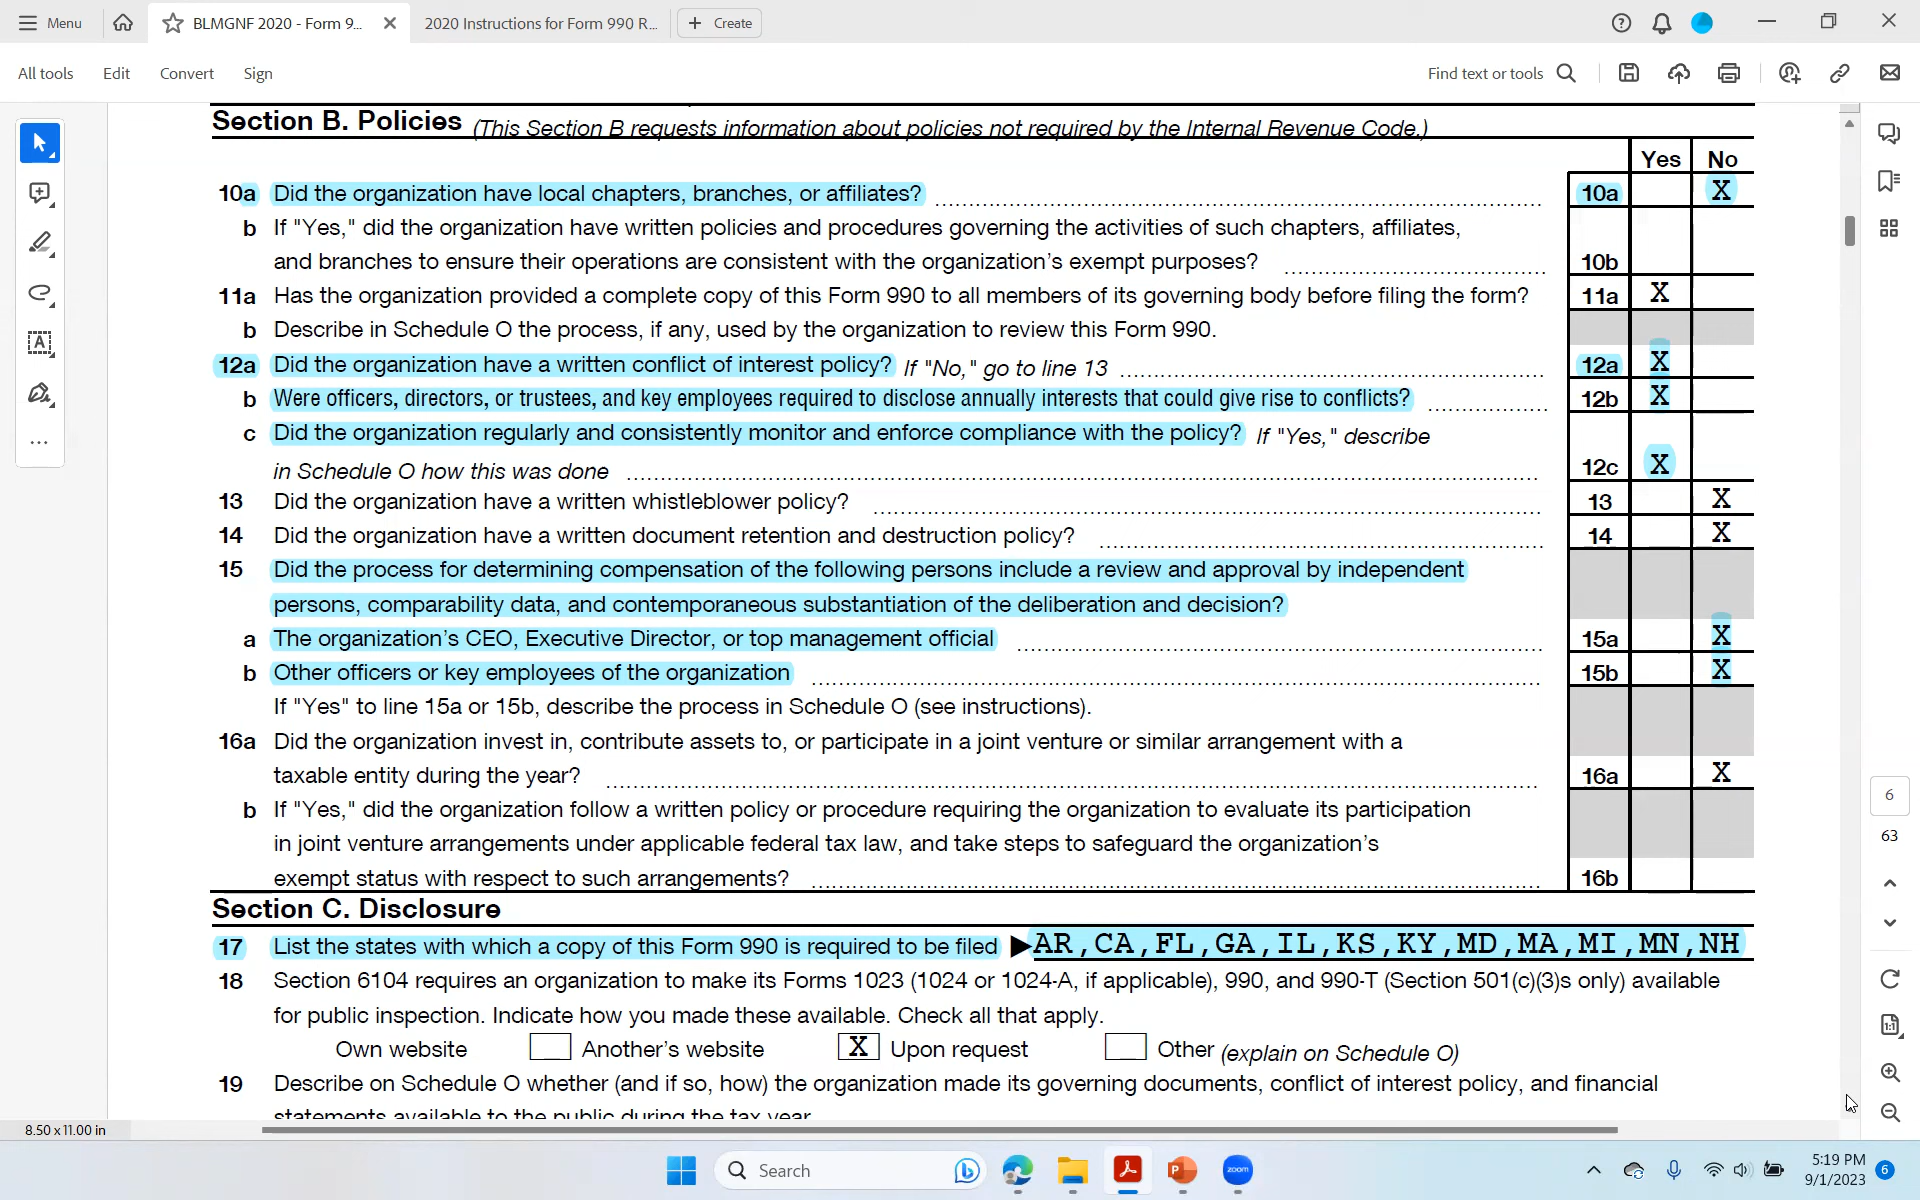 Menu
BLMGNF 2020 - Form 9...
2020 Instructions for Form 990 R...
Create
All tools
Edit
Convert
Sign
Find text or tools
Section B. Policies (This Section B requests information about policies not required by the Internal Revenue Code.)
Yes No
10a Did the organization have local chapters, branches, or affiliates? 10a X
b If "Yes," did the organization have written policies and procedures governing the activities of such chapters, affiliates,
and branches to ensure their operations are consistent with the organization's exempt purposes? 10b
11a Has the organization provided a complete copy of this Form 990 to all members of its governing body before filing the form? 11a X
b Describe in Schedule O the process, if any, used by the organization to review this Form 990.
12a Did the organization have a written conflict of interest policy? If "No," go to line 13 12a X
b Were officers, directors, or trustees, and key employees required to disclose annually interests that could give rise to conflicts? 12b X
c Did the organization regularly and consistently monitor and enforce compliance with the policy? If "Yes," describe
in Schedule O how this was done 12c X
13 Did the organization have a written whistleblower policy? 13 X
14 Did the organization have a written document retention and destruction policy? 14 X
15 Did the process for determining compensation of the following persons include a review and approval by independent
persons, comparability data, and contemporaneous substantiation of the deliberation and decision?
a The organization's CEO, Executive Director, or top management official 15a X
b Other officers or key employees of the organization 15b X
If "Yes" to line 15a or 15b, describe the process in Schedule O (see instructions).
16a Did the organization invest in, contribute assets to, or participate in a joint venture or similar arrangement with a
taxable entity during the year? 16a X
b If "Yes," did the organization follow a written policy or procedure requiring the organization to evaluate its participation
in joint venture arrangements under applicable federal tax law, and take steps to safeguard the organization's
exempt status with respect to such arrangements? 16b
Section C. Disclosure
17 List the states with which a copy of this Form 990 is required to be filed ▶AR,CA,FL,GA,IL,KS,KY,MD,MA,MI,MN,NH
18 Section 6104 requires an organization to make its Forms 1023 (1024 or 1024-A, if applicable), 990, and 990-T (Section 501(c)(3)s only) available
for public inspection. Indicate how you made these available. Check all that apply.
Own website Another's website X Upon request Other (explain on Schedule O)
19 Describe on Schedule O whether (and if so, how) the organization made its governing documents, conflict of interest policy, and financial
statements available to the public during the tax year.
6
63
8.50 x 11.00 in
Search
zoom
5:19 PM
9/1/2023
6